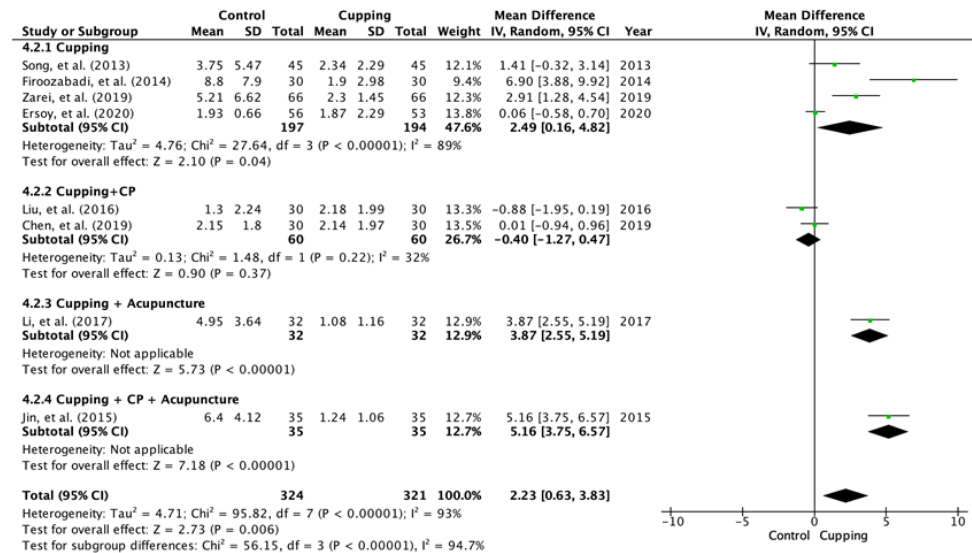 Control Cupping Mean Difference Mean Difference
Study or Subgroup Mean SD Total Mean SD Total Weight IV, Random, 95% CI Year IV, Random, 95% CI
4.2.1 Cupping
Song, et al. (2013) 3.75 5.47 45 2.34 2.29 45 12.1% 1.41 [-0.32, 3.14] 2013
Firoozabadi, et al. (2014) 8.8 7.9 30 1.9 2.98 30 9.4% 6.90 [3.88, 9.92] 2014
Zarei, et al. (2019) 5.21 6.62 66 2.3 1.45 66 12.3% 2.91 [1.28, 4.54] 2019
Ersoy, et al. (2020) 1.93 0.66 56 1.87 2.29 53 13.8% 0.06 [-0.58, 0.70] 2020
Subtotal (95% CI) 197 194 47.6% 2.49 [0.16, 4.82]
Heterogeneity: Tau² = 4.76; Chi² = 27.64, df = 3 (P < 0.00001); I² = 89%
Test for overall effect: Z = 2.10 (P = 0.04)
4.2.2 Cupping+CP
Liu, et al. (2016) 1.3 2.24 30 2.18 1.99 30 13.3% -0.88 [-1.95, 0.19] 2016
Chen, et al. (2019) 2.15 1.8 30 2.14 1.97 30 13.5% 0.01 [-0.94, 0.96] 2019
Subtotal (95% CI) 60 60 26.7% -0.40 [-1.27, 0.47]
Heterogeneity: Tau² = 0.13; Chi² = 1.48, df = 1 (P = 0.22); I² = 32%
Test for overall effect: Z = 0.90 (P = 0.37)
4.2.3 Cupping + Acupuncture
Li, et al. (2017) 4.95 3.64 32 1.08 1.16 32 12.9% 3.87 [2.55, 5.19] 2017
Subtotal (95% CI) 32 32 12.9% 3.87 [2.55, 5.19]
Heterogeneity: Not applicable
Test for overall effect: Z = 5.73 (P < 0.00001)
4.2.4 Cupping + CP + Acupuncture
Jin, et al. (2015) 6.4 4.12 35 1.24 1.06 35 12.7% 5.16 [3.75, 6.57] 2015
Subtotal (95% CI) 35 35 12.7% 5.16 [3.75, 6.57]
Heterogeneity: Not applicable
Test for overall effect: Z = 7.18 (P < 0.00001)
Total (95% CI) 324 321 100.0% 2.23 [0.63, 3.83]
Heterogeneity: Tau² = 4.71; Chi² = 95.82, df = 7 (P < 0.00001); I² = 93%
Test for overall effect: Z = 2.73 (P = 0.006)
Test for subgroup differences: Chi² = 56.15, df = 3 (P < 0.00001), I² = 94.7%
-10 -5 0 5 10
Control Cupping